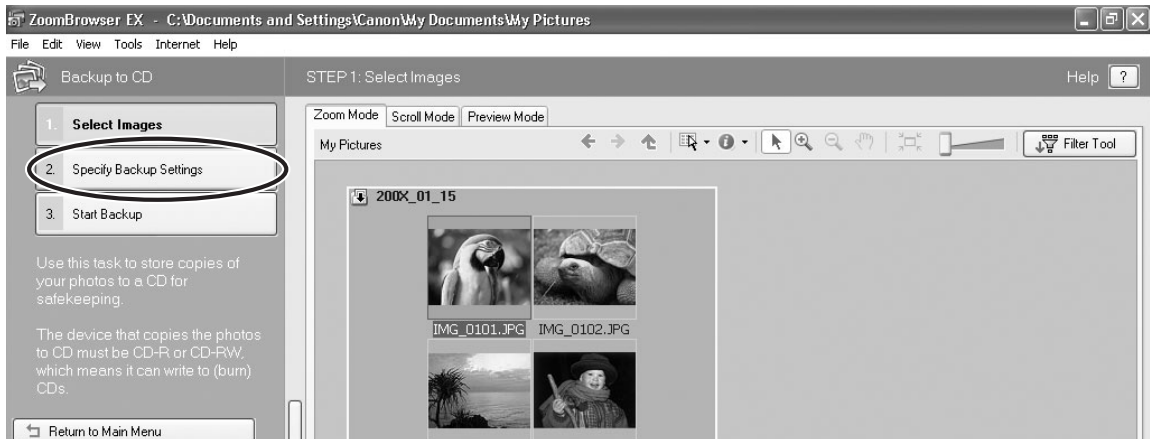 ZoomBrowser EX - C:\Documents and Settings\Canon\My Documents\My Pictures
File Edit View Tools Internet Help
Backup to CD
STEP 1: Select Images
Help ?
1. Select Images
2. Specify Backup Settings
3. Start Backup
Use this task to store copies of
your photos to a CD for
safekeeping.
The device that copies the photos
to CD must be CD-R or CD-RW,
which means it can write to (burn)
CDs.
Return to Main Menu
Zoom Mode Scroll Mode Preview Mode
My Pictures
Filter Tool
200X_01_15
IMG_0101.JPG IMG_0102.JPG